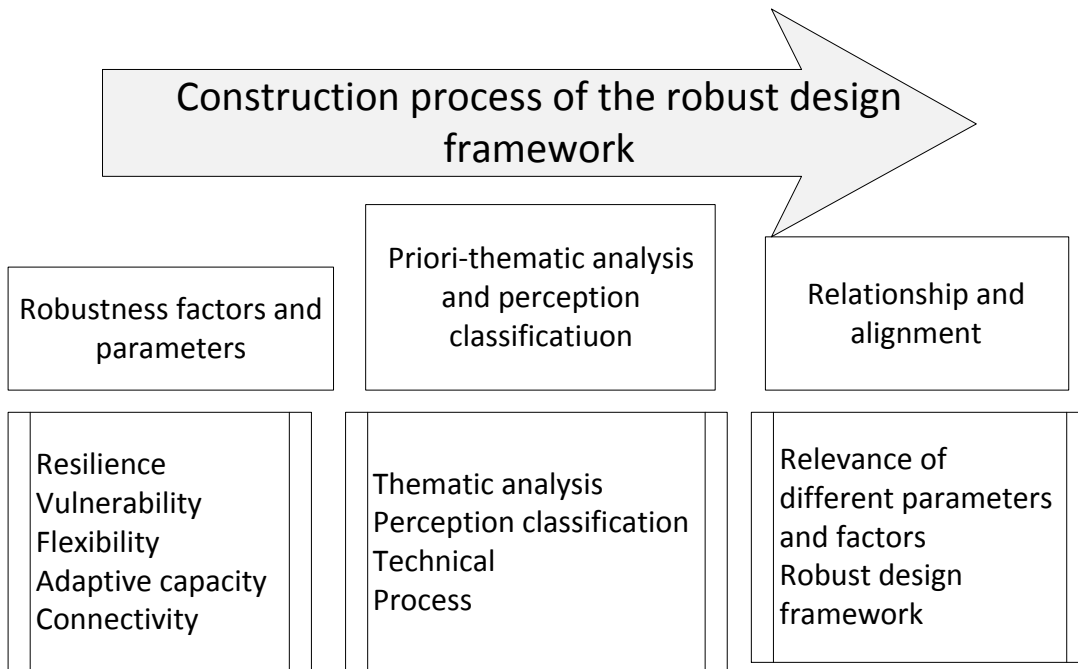 Construction process of the robust design
framework
Robustness factors and
parameters
Priori-thematic analysis
and perception
classificatiuon
Relationship and
alignment
Resilience
Vulnerability
Flexibility
Adaptive capacity
Connectivity
Thematic analysis
Perception classification
Technical
Process
Relevance of
different parameters
and factors
Robust design
framework